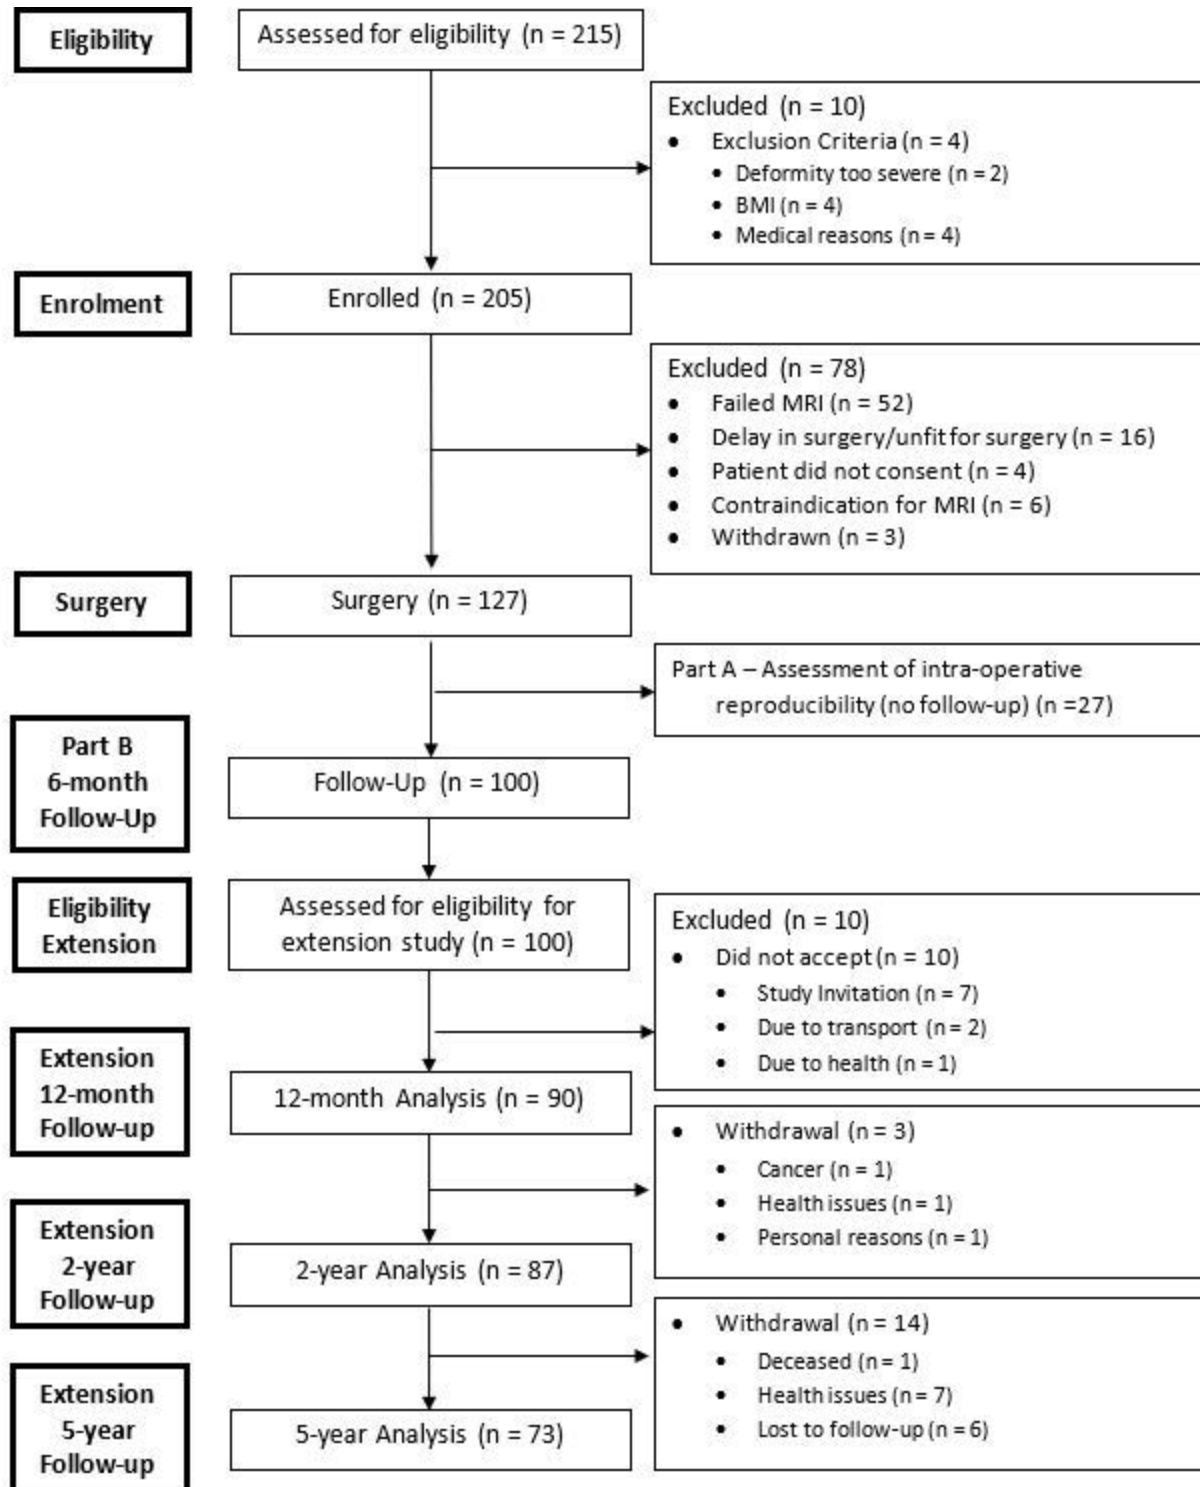 Eligibility
Assessed for eligibility (n = 215)
Excluded (n = 10)
• Exclusion Criteria (n = 4)
• Deformity too severe (n = 2)
• BMI (n = 4)
• Medical reasons (n = 4)
Enrolment
Enrolled (n = 205)
Excluded (n = 78)
• Failed MRI (n = 52)
• Delay in surgery/unfit for surgery (n = 16)
• Patient did not consent (n = 4)
• Contraindication for MRI (n = 6)
• Withdrawn (n = 3)
Surgery
Surgery (n = 127)
Part A – Assessment of intra-operative
reproducibility (no follow-up) (n =27)
Part B
6-month
Follow-Up
Follow-Up (n = 100)
Eligibility
Extension
Assessed for eligibility for
extension study (n = 100)
Excluded (n = 10)
• Did not accept (n = 10)
• Study Invitation (n = 7)
• Due to transport (n = 2)
• Due to health (n = 1)
Extension
12-month
Follow-up
12-month Analysis (n = 90)
• Withdrawal (n = 3)
• Cancer (n = 1)
• Health issues (n = 1)
• Personal reasons (n = 1)
Extension
2-year
Follow-up
2-year Analysis (n = 87)
• Withdrawal (n = 14)
• Deceased (n = 1)
• Health issues (n = 7)
• Lost to follow-up (n = 6)
Extension
5-year
Follow-up
5-year Analysis (n = 73)